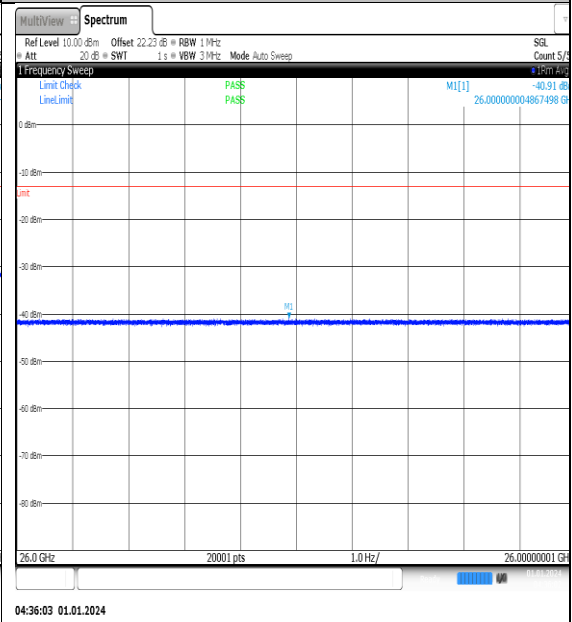 MultiView Spectrum
Ref Level 10.00 dBm Offset 22.23 dB RBW 1 MHz SGL
Att 20 dB SWT 1 s VBW 3 MHz Mode Auto Sweep Count 5/5
1 Frequency Sweep 1Rm Avg
Limit Check PASS M1[1] -40.91 dB
LineLimit PASS 26.000000004867498 GH
0 dBm
-10 dBm
Limit
-20 dBm
-30 dBm
M1
-40 dBm
-50 dBm
-60 dBm
-70 dBm
-80 dBm
26.0 GHz 20001 pts 1.0 Hz/ 26.00000001 GH
01.01.2024
04:36:03 01.01.2024